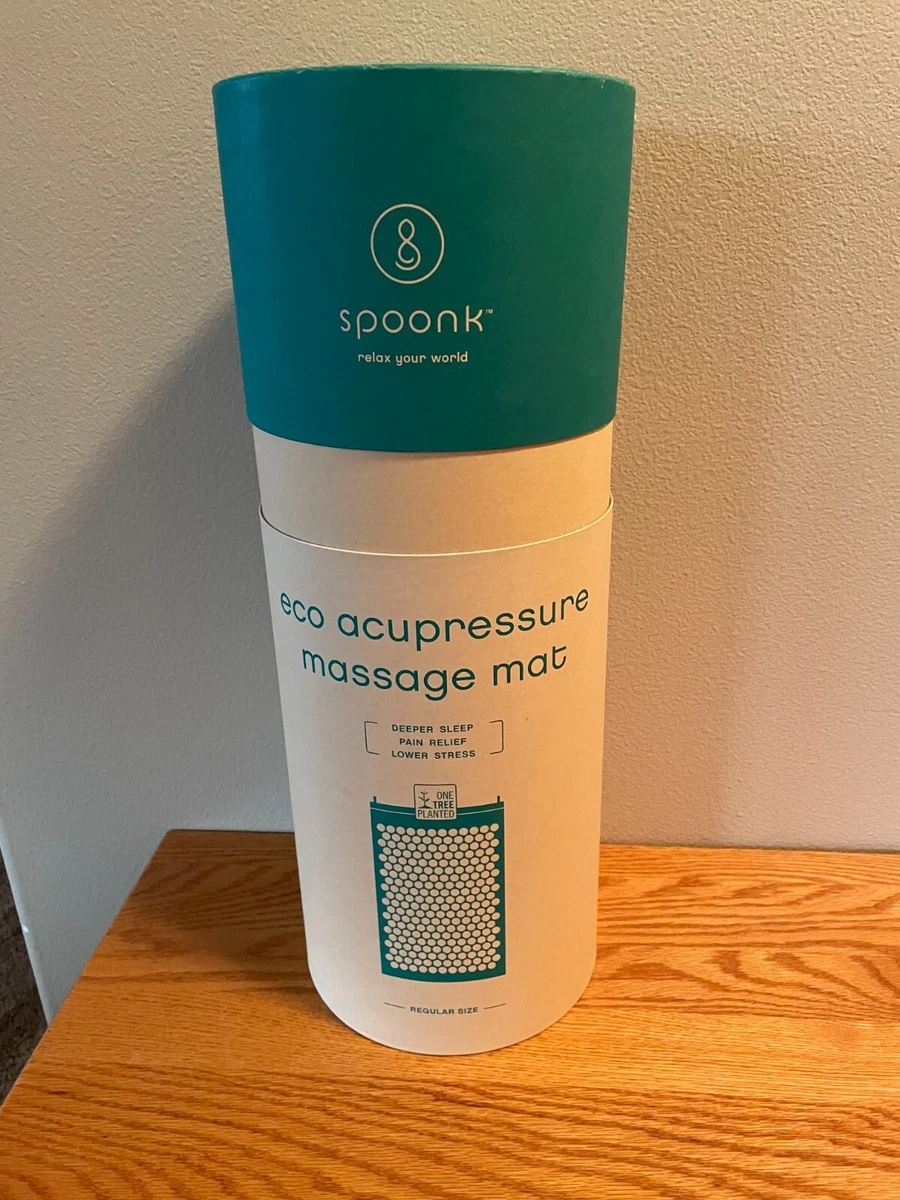 spoonk™
relax your world
eco acupressure
massage mat
DEEPER SLEEP
PAIN RELIEF
LOWER STRESS
ONE
TREE
PLANTED
REGULAR SIZE